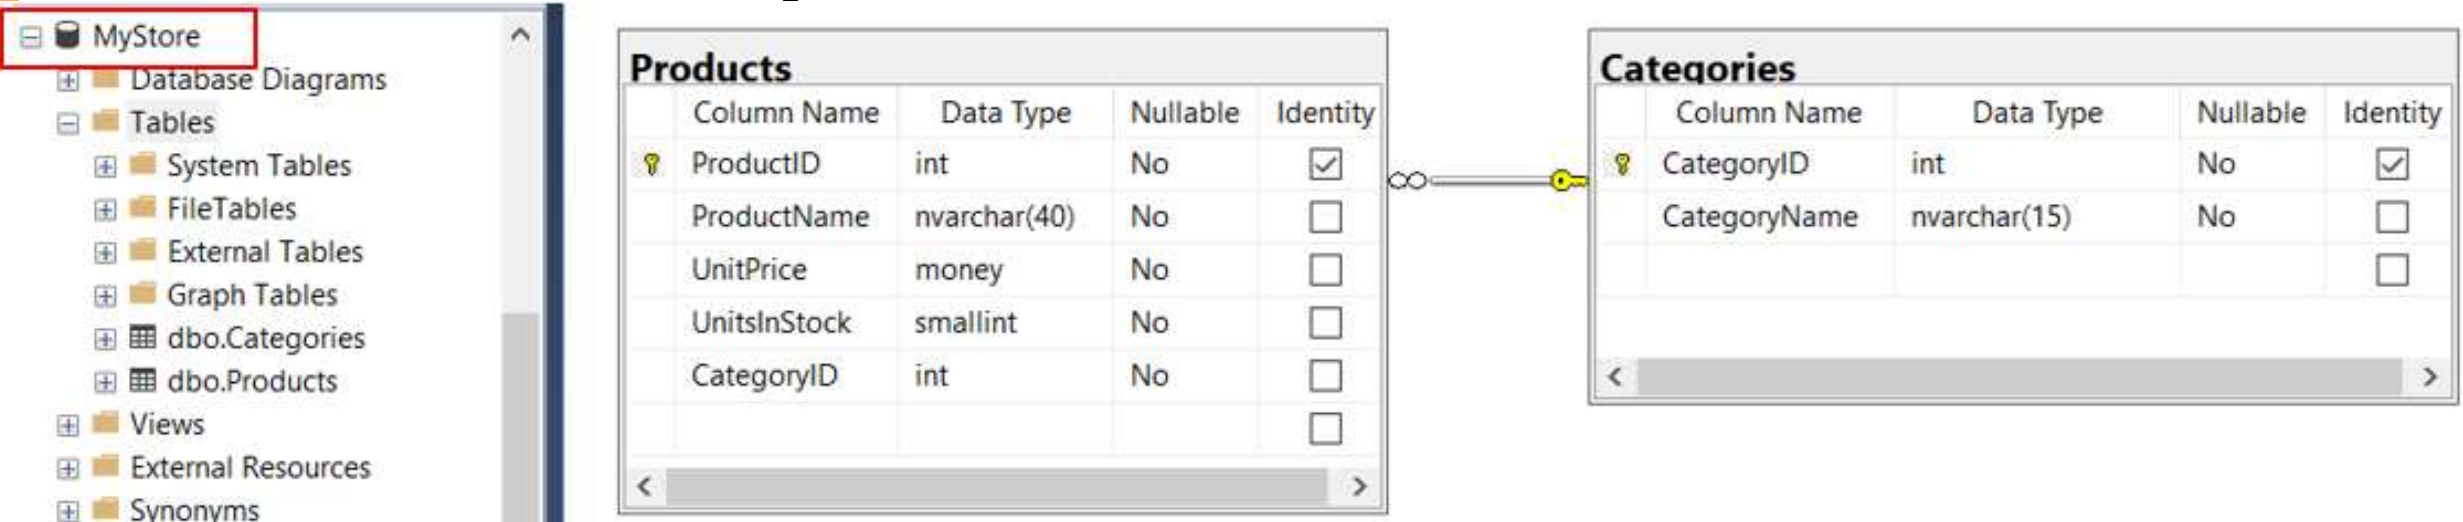 MyStore
Database Diagrams
Tables
System Tables
FileTables
External Tables
Graph Tables
dbo.Categories
dbo.Products
Views
External Resources
Synonyms
Products
Column Name Data Type Nullable Identity
ProductID int No
ProductName nvarchar(40) No
UnitPrice money No
UnitsInStock smallint No
CategoryID int No
Categories
Column Name Data Type Nullable Identity
CategoryID int No
CategoryName nvarchar(15) No